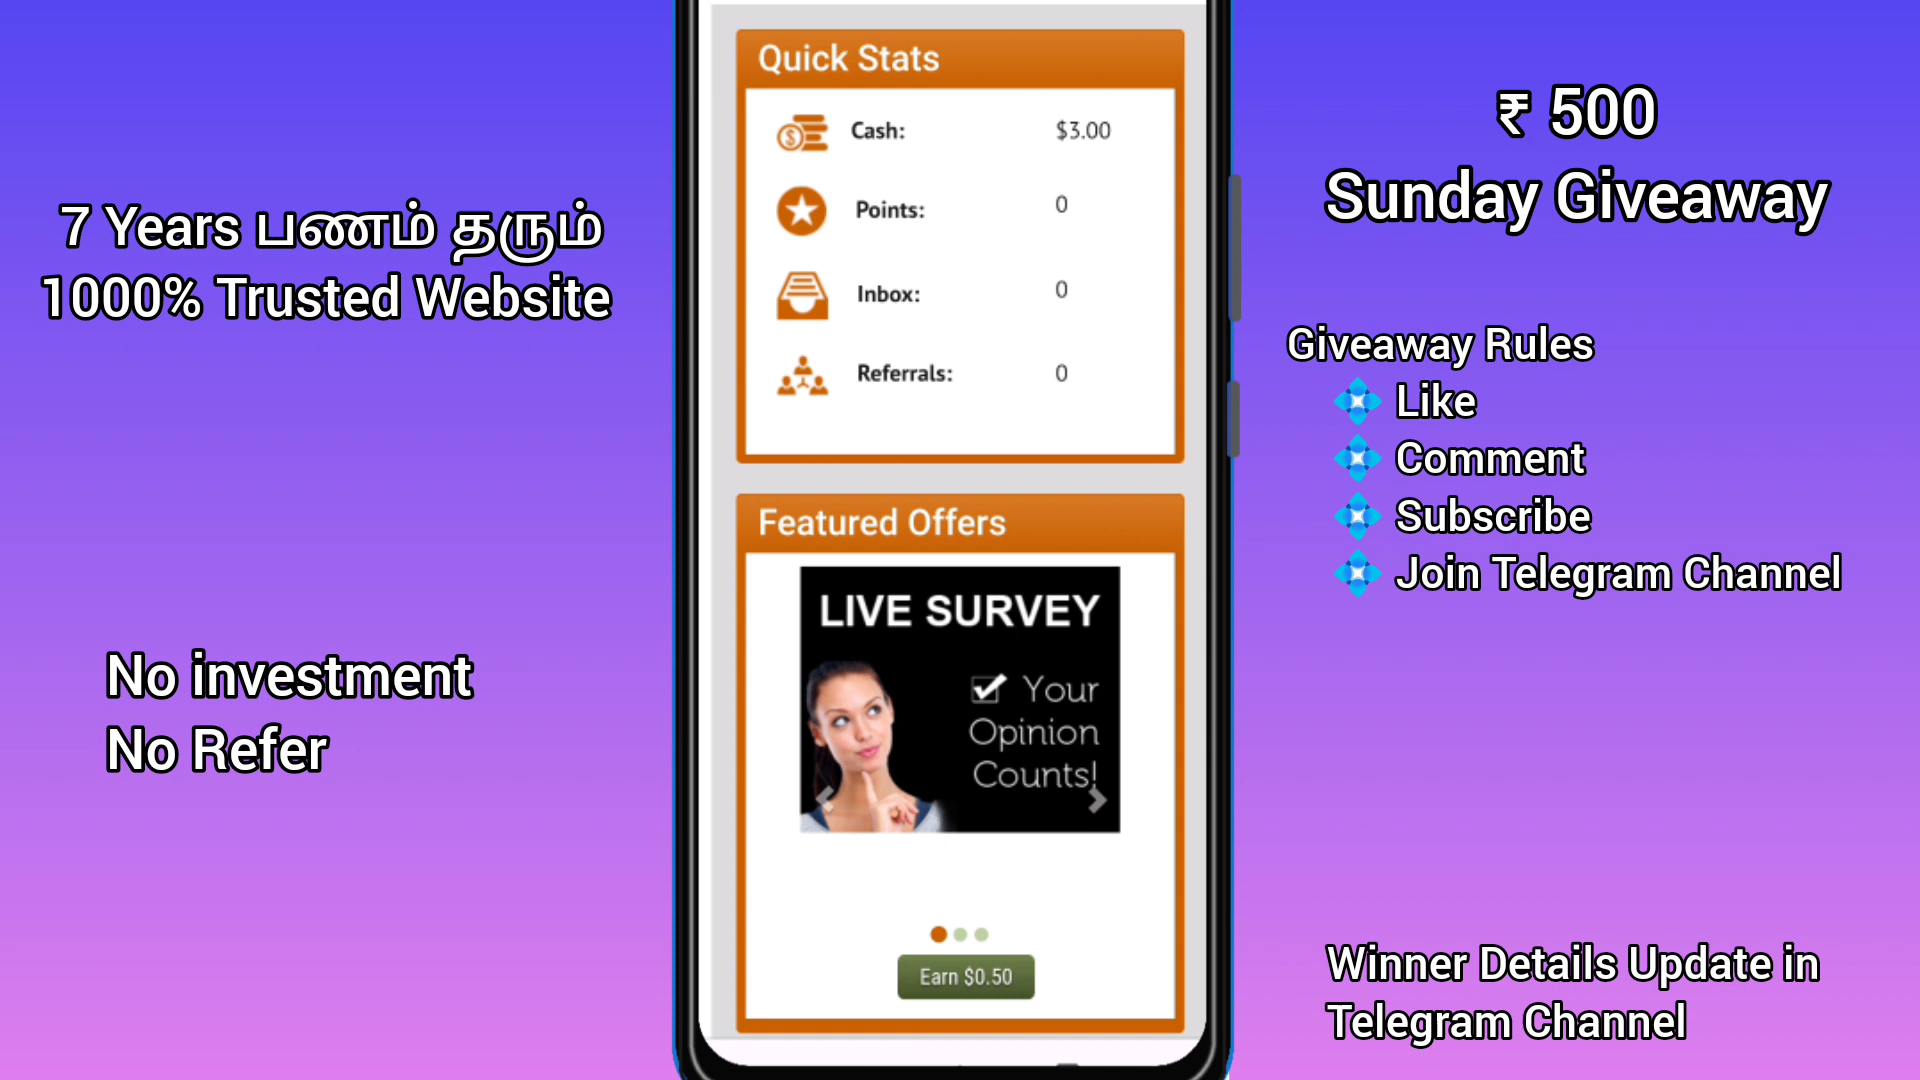 7 Years பணம் தரும்
1000% Trusted Website
No investment
No Refer
Quick Stats
Cash: $3.00
Points: 0
Inbox: 0
Referrals: 0
Featured Offers
LIVE SURVEY
Your
Opinion
Counts!
Earn $0.50
₹ 500
Sunday Giveaway
Giveaway Rules
💠 Like
💠 Comment
💠 Subscribe
💠 Join Telegram Channel
Winner Details Update in
Telegram Channel